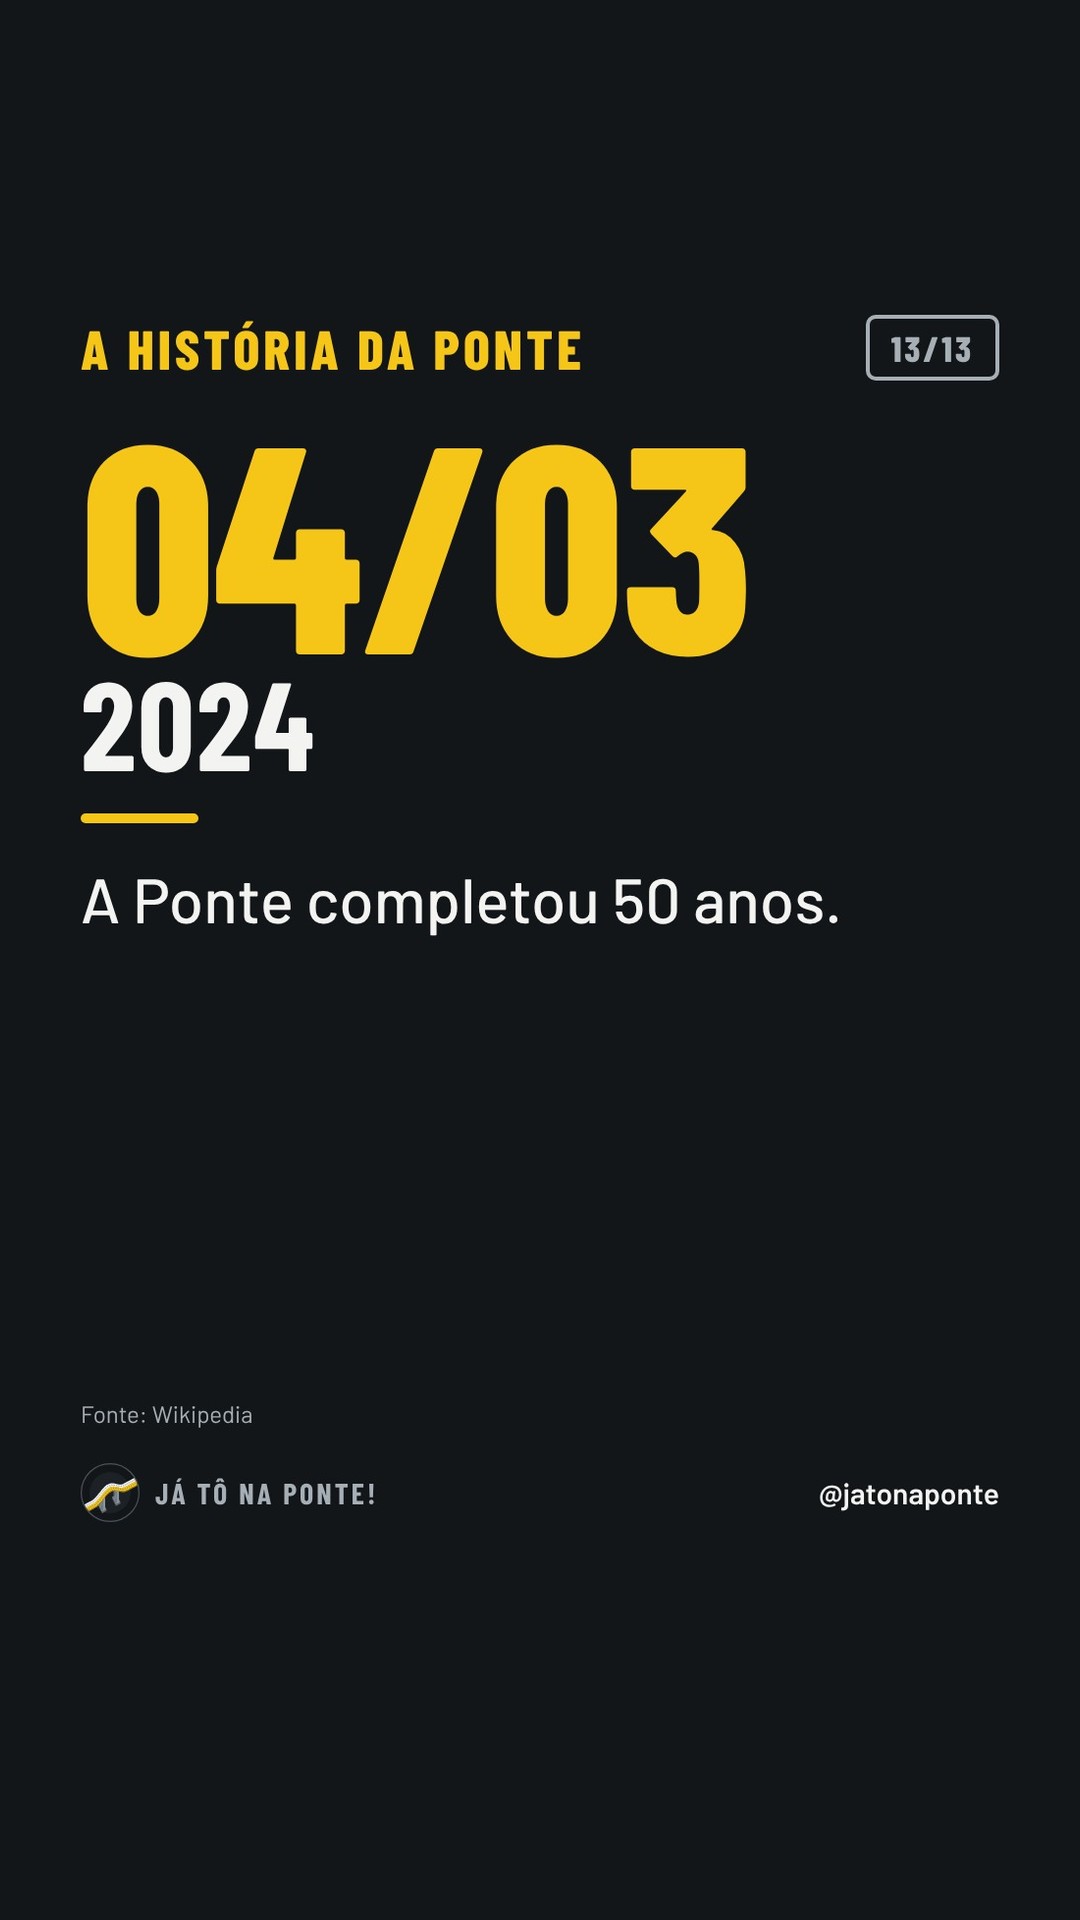 A HISTÓRIA DA PONTE
13/13
04/03
2024
A Ponte completou 50 anos.
Fonte: Wikipedia
JÁ TÔ NA PONTE!
@jatonaponte